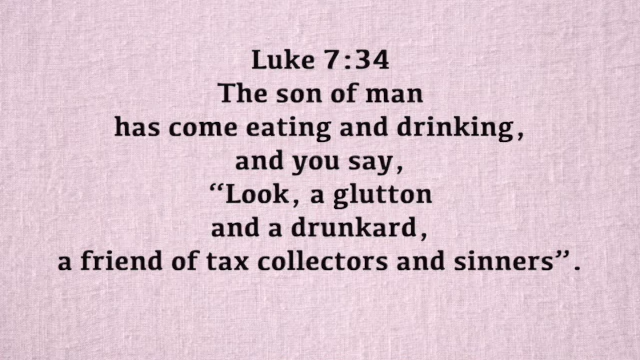 Luke 7:34
The son of man
has come eating and drinking,
and you say,
“Look, a glutton
and a drunkard,
a friend of tax collectors and sinners”.